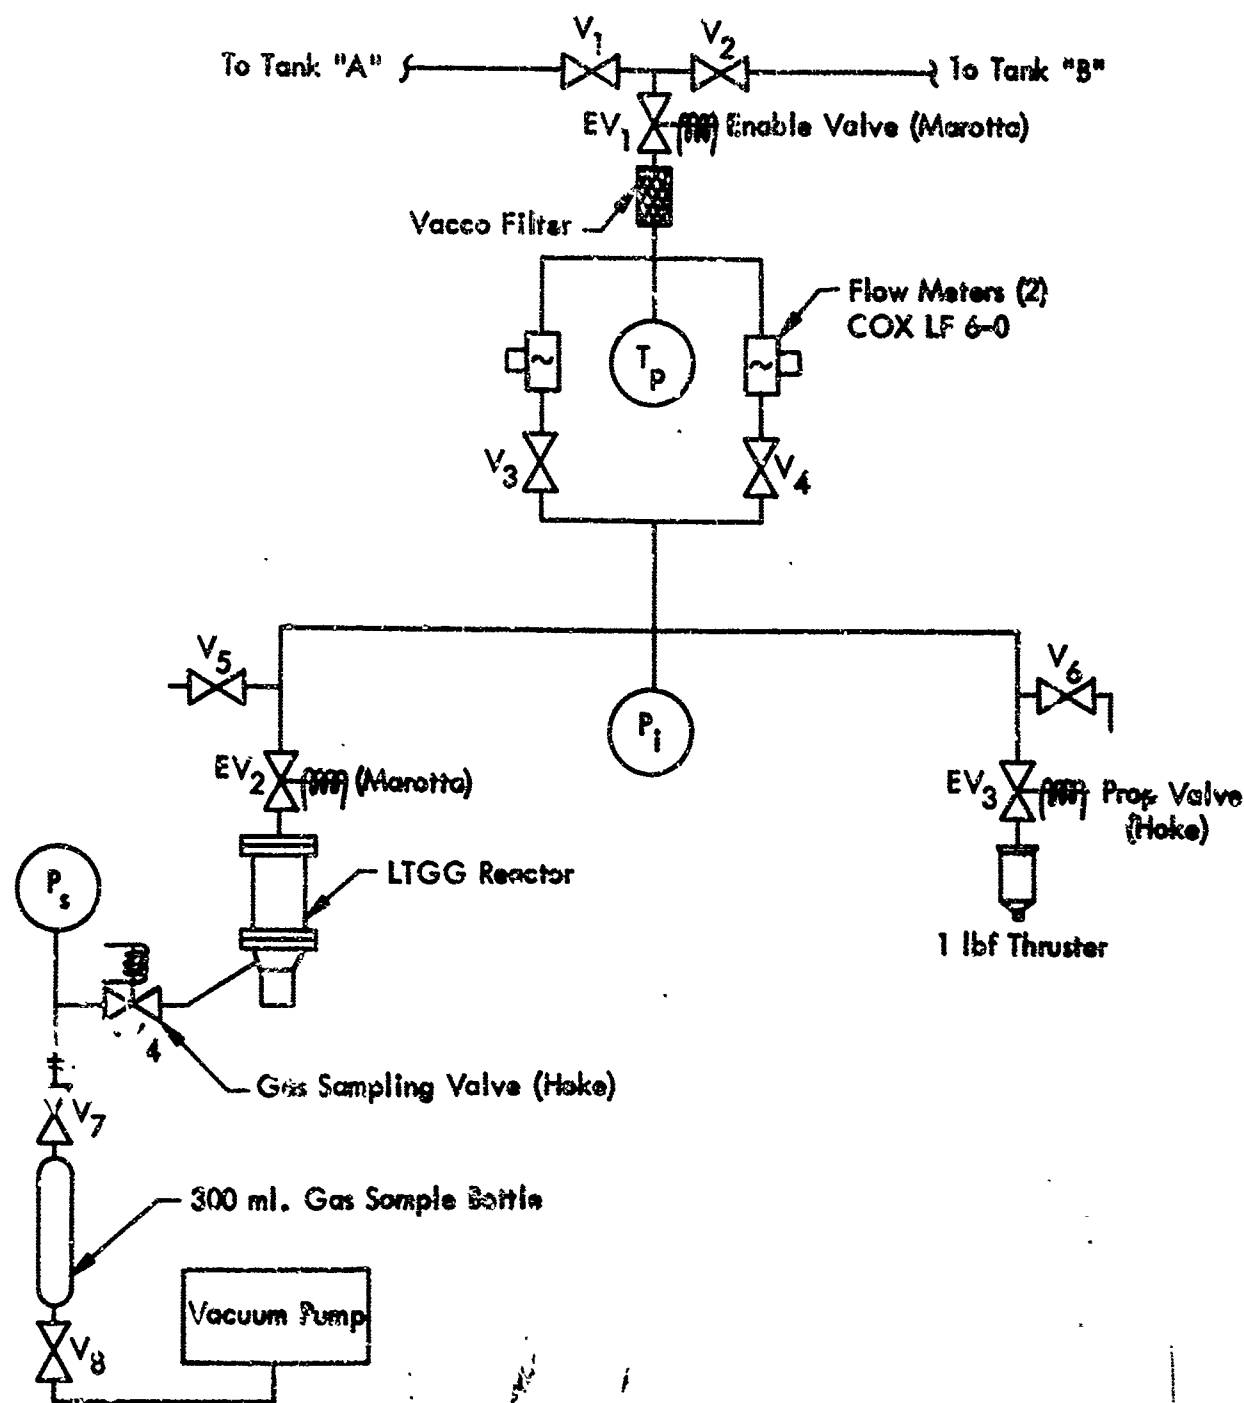 V1
V2
To Tank "A"
To Tank "B"
EV1
Enable Valve (Marotta)
Vacco Filter
Flow Meters (2)
COX LF 6-0
~
Tp
~
V3
V4
V5
V6
Pi
EV2
(Marotta)
EV3
Prop Valve
(Hoke)
Ps
LTGG Reactor
1 lbf Thruster
4
Gas Sampling Valve (Hoke)
V7
300 ml. Gas Sample Bottle
Vacuum Pump
V8